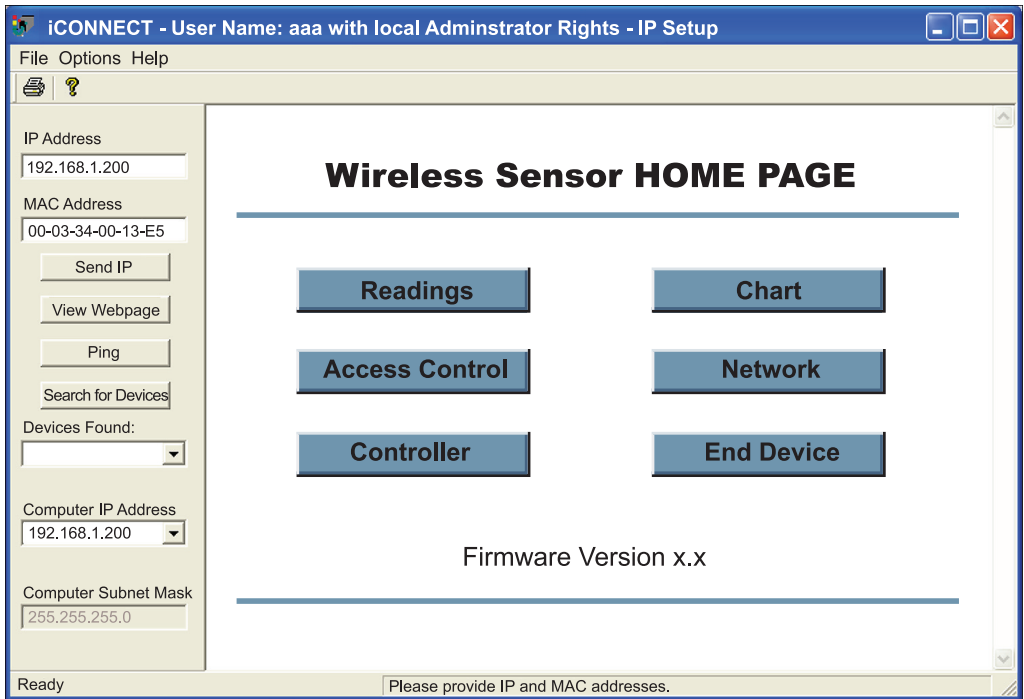 iCONNECT - User Name: aaa with local Adminstrator Rights - IP Setup
File Options Help
IP Address
192.168.1.200
MAC Address
00-03-34-00-13-E5
Send IP
View Webpage
Ping
Search for Devices
Devices Found:
Computer IP Address
192.168.1.200
Computer Subnet Mask
255.255.255.0
Wireless Sensor HOME PAGE
Readings
Chart
Access Control
Network
Controller
End Device
Firmware Version x.x
Ready
Please provide IP and MAC addresses.